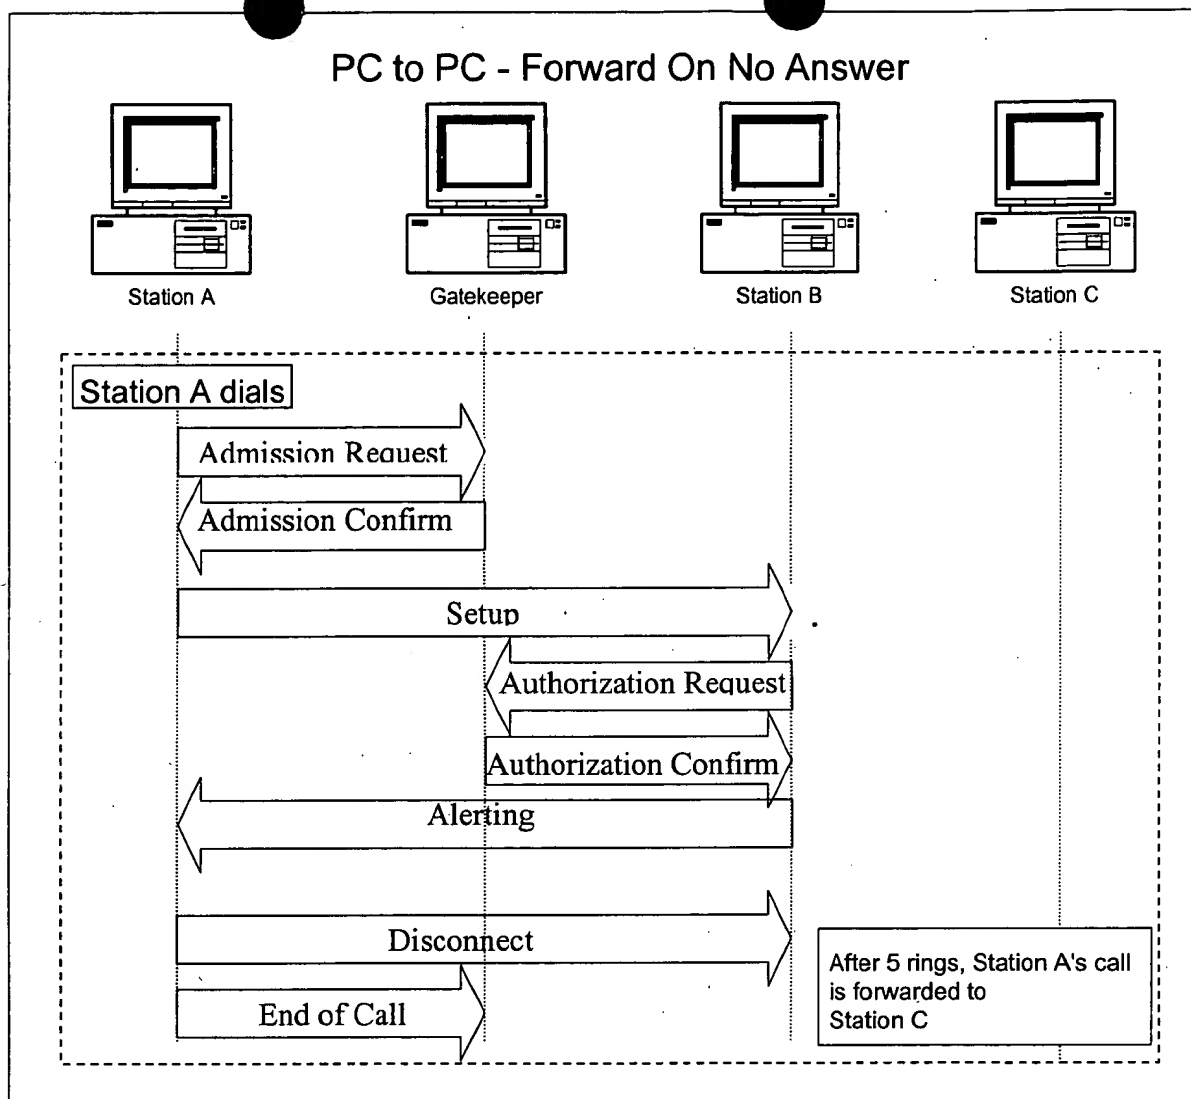 PC to PC - Forward On No Answer
Station A
Gatekeeper
Station B
Station C
Station A dials
Admission Request
Admission Confirm
Setup
Authorization Request
Authorization Confirm
Alerting
Disconnect
End of Call
After 5 rings, Station A's call
is forwarded to
Station C